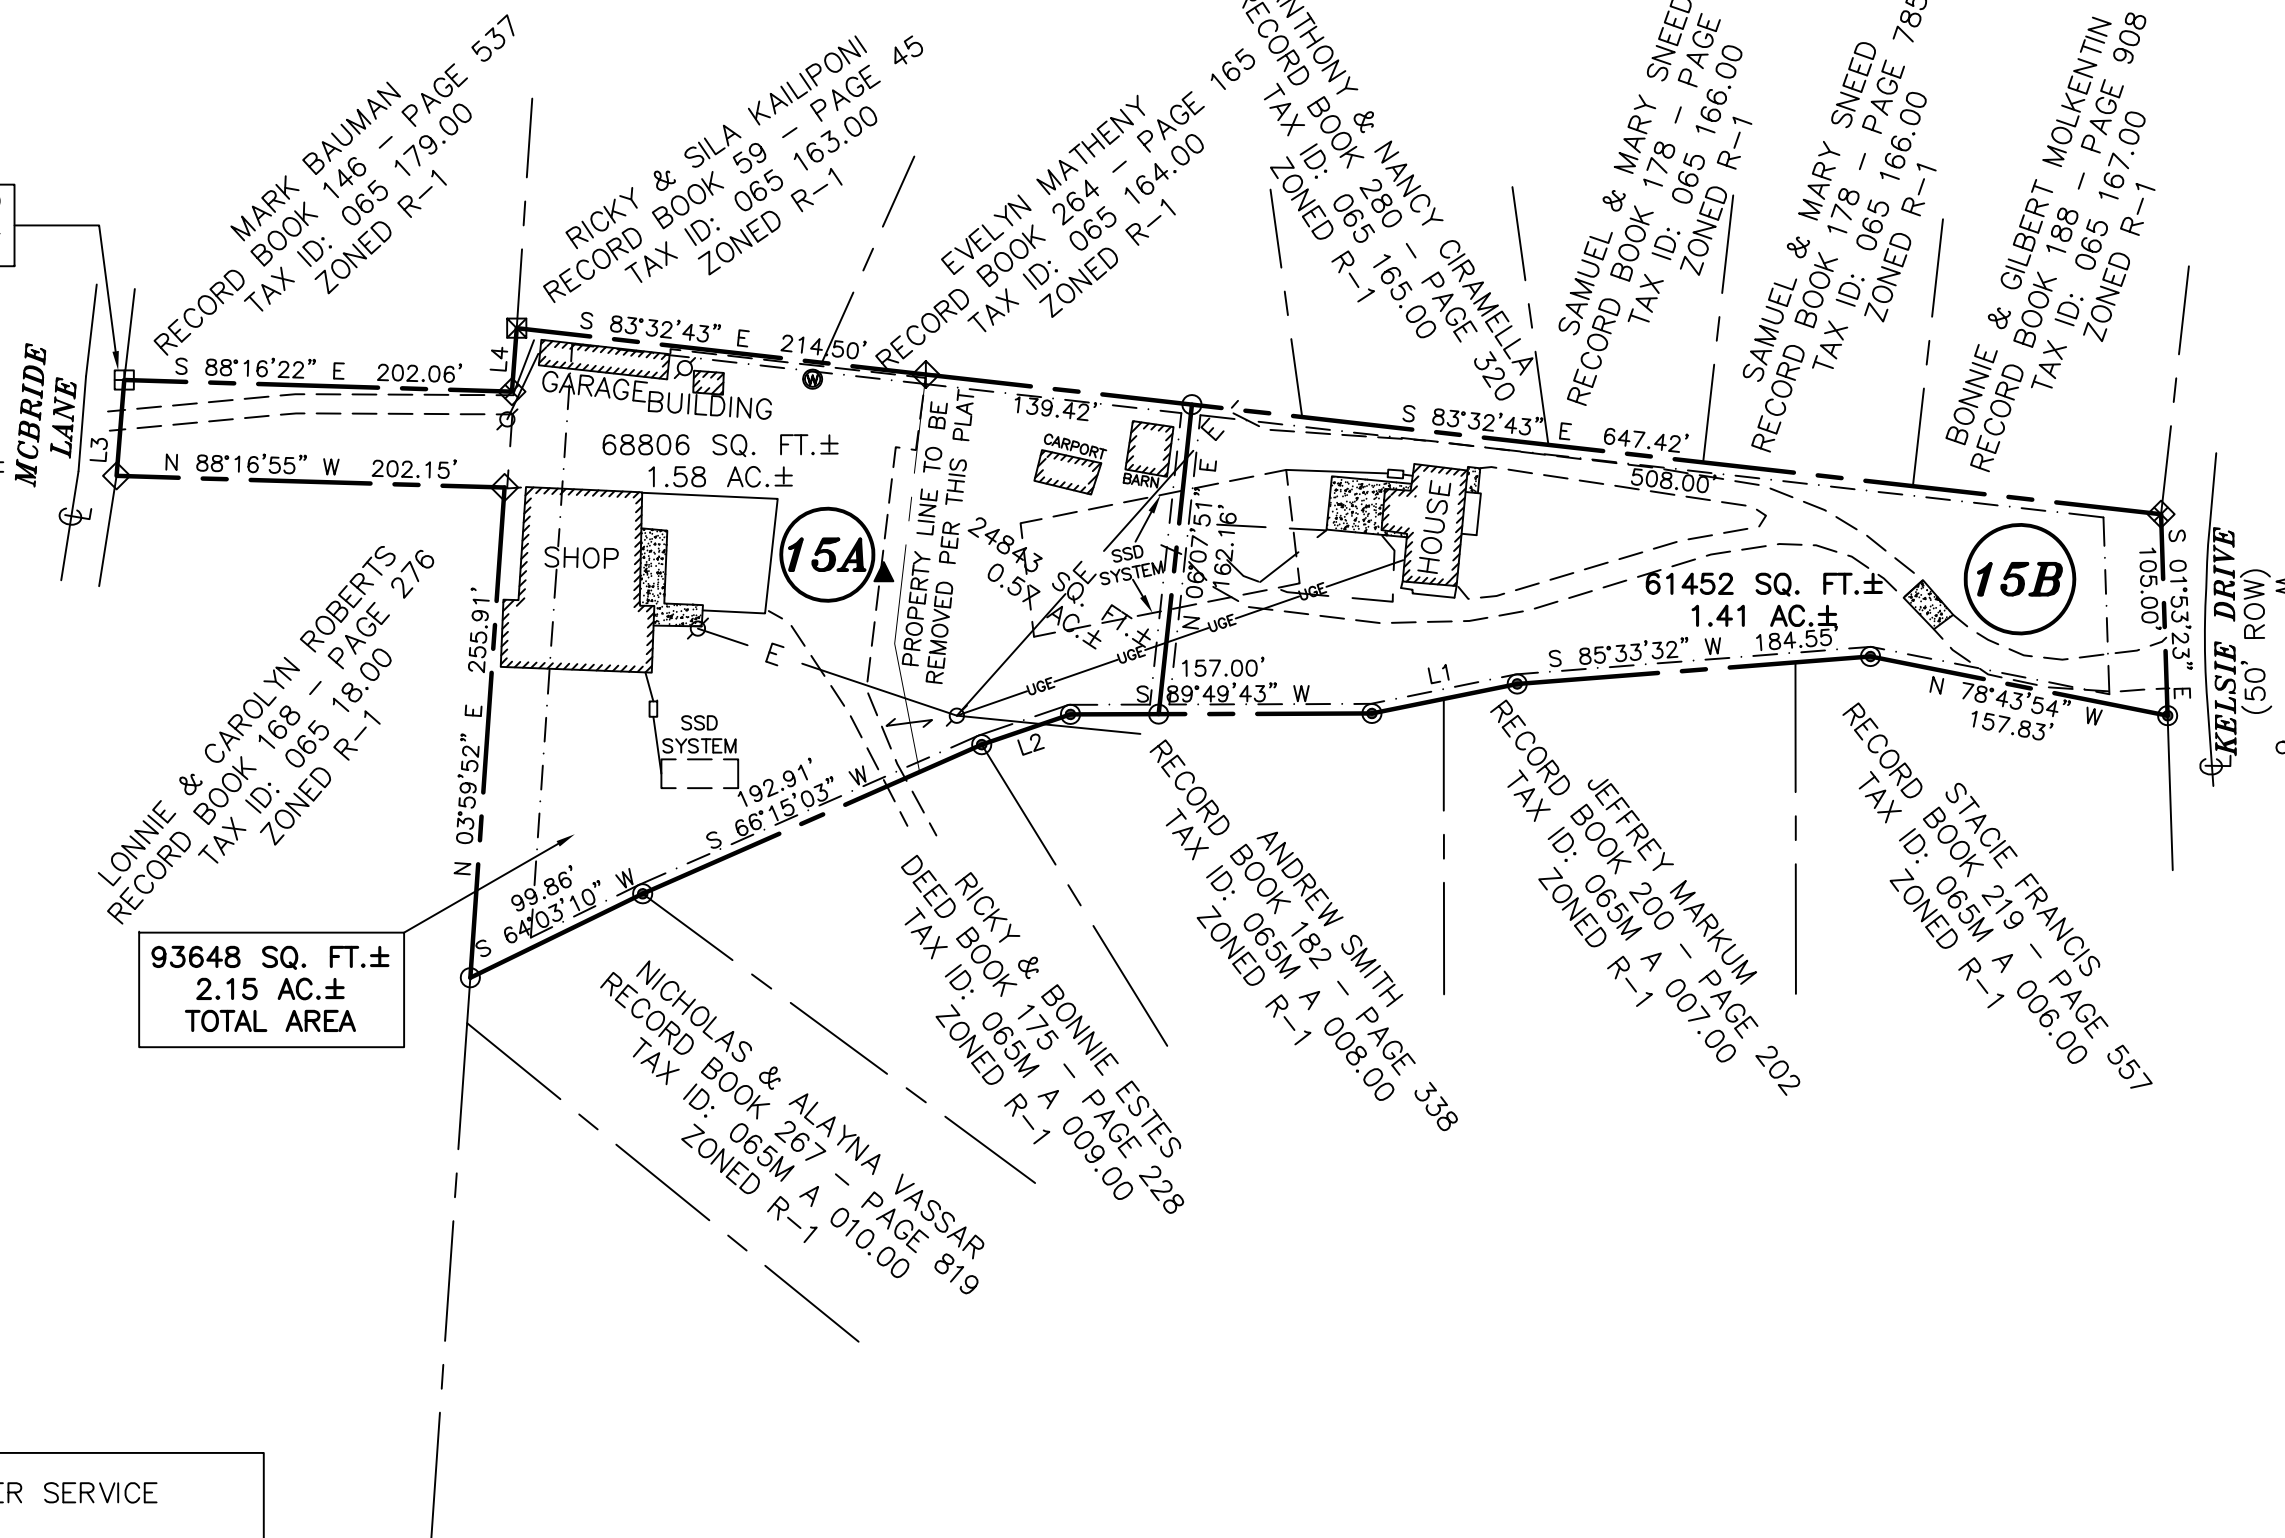 MARK BAUMAN
RECORD BOOK 146 – PAGE 537
TAX ID: 065 179.00
ZONED R–1
RICKY & SILA KAILIPONI
RECORD BOOK 59 – PAGE 45
TAX ID: 065 163.00
ZONED R–1
EVELYN MATHENY
RECORD BOOK 264 – PAGE 165
TAX ID: 065 164.00
ZONED R–1
& NANCY CIRAMELLA
RECORD BOOK 280 – PAGE 320
TAX ID: 065 165.00
ZONED R–1
SAMUEL & MARY SNEED
RECORD BOOK 178 – PAGE
TAX ID: 065 166.00
ZONED R–1
SAMUEL & MARY SNEED
RECORD BOOK 178 – PAGE 785
TAX ID: 065 166.00
ZONED R–1
BONNIE & GILBERT MOLKENTIN
RECORD BOOK 188 – PAGE 908
TAX ID: 065 167.00
ZONED R–1
MCBRIDE
LANE
L3
L4
S 88°16'22" E 202.06'
N 88°16'55" W 202.15'
S 83°32'43" E 214.50'
139.42'
S 83°32'43" E 647.42'
508.00'
GARAGE
BUILDING
W
68806 SQ. FT.±
1.58 AC.±
SHOP
15A
PROPERTY LINE TO BE
REMOVED PER THIS PLAT
CARPORT
BARN
24843 SQ. FT.±
0.57 AC.±
SSD
SYSTEM
E
E
E
N 06°07'51" E
162.16'
HOUSE
UGE
UGE
UGE
UGE
61452 SQ. FT.±
1.41 AC.±
15B
S 01°53'23" E
105.00'
KELSIE DRIVE
(50' ROW)
157.00'
S 89°49'43" W
L1
L2
S 85°33'32" W 184.55'
N 78°43'54" W
157.83'
N 03°59'52" E 255.91'
SSD
SYSTEM
192.91'
S 66°15'03" W
99.86'
S 64°03'10" W
LONNIE & CAROLYN ROBERTS
RECORD BOOK 168 – PAGE 276
TAX ID: 065 18.00
ZONED R–1
93648 SQ. FT.±
2.15 AC.±
TOTAL AREA
NICHOLAS & ALAYNA VASSAR
RECORD BOOK 267 – PAGE 819
TAX ID: 065M A 010.00
ZONED R–1
RICKY & BONNIE ESTES
DEED BOOK 175 – PAGE 228
TAX ID: 065M A 009.00
ZONED R–1
ANDREW SMITH
RECORD BOOK 182 – PAGE 338
TAX ID: 065M A 008.00
ZONED R–1
JEFFREY MARKUM
RECORD BOOK 200 – PAGE 202
TAX ID: 065M A 007.00
ZONED R–1
STACIE FRANCIS
RECORD BOOK 219 – PAGE 557
TAX ID: 065M A 006.00
ZONED R–1
SERVICE